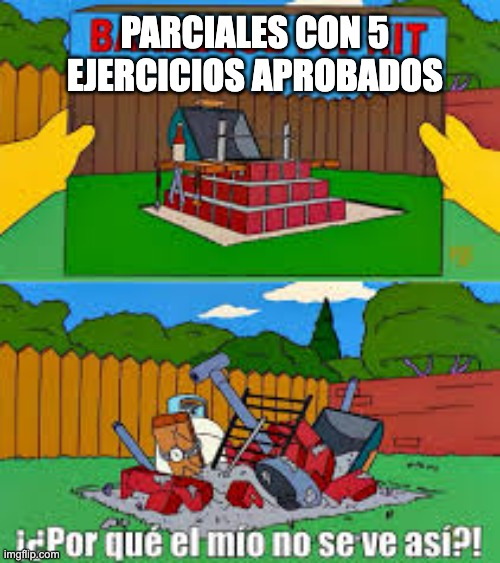 PARCIALES CON 5
EJERCICIOS APROBADOS
¡¿Por qué el mío no se ve así?!
imgflip.com